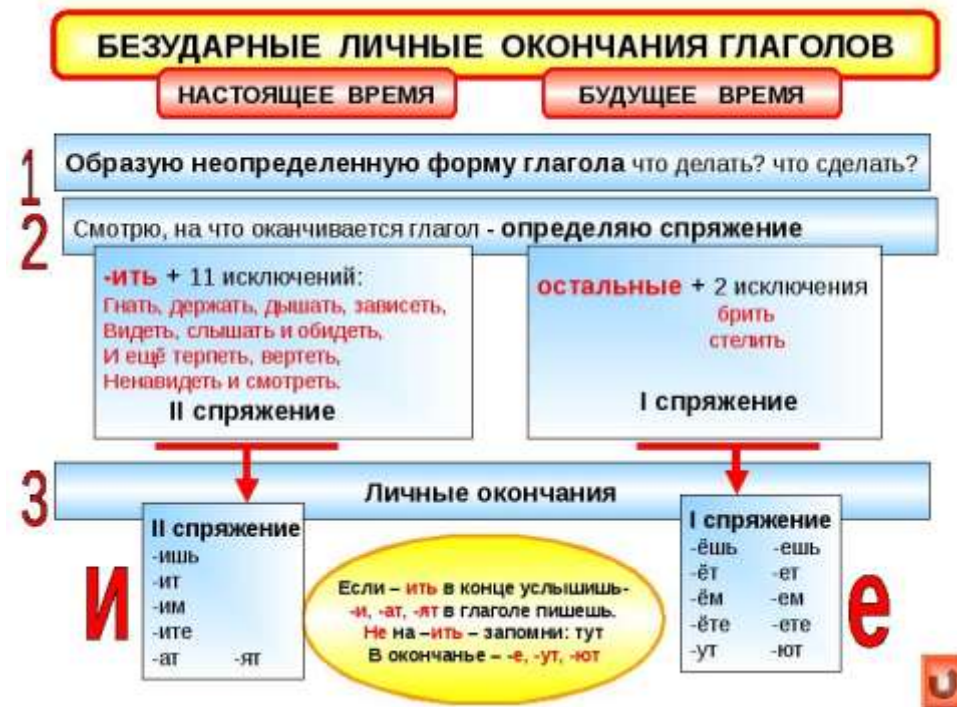 БЕЗУДАРНЫЕ ЛИЧНЫЕ ОКОНЧАНИЯ ГЛАГОЛОВ
НАСТОЯЩЕЕ ВРЕМЯ
БУДУЩЕЕ ВРЕМЯ
1
Образую неопределенную форму глагола что делать? что сделать?
2
Смотрю, на что оканчивается глагол - определяю спряжение
-ить + 11 исключений:
Гнать, держать, дышать, зависеть,
Видеть, слышать и обидеть,
И ещё терпеть, вертеть,
Ненавидеть и смотреть.
II спряжение
остальные + 2 исключения
брить
стелить
I спряжение
3
Личные окончания
И
II спряжение
-ишь
-ит
-им
-ите
-ат -ят
Если – ить в конце услышишь-
-и, -ат, -ят в глаголе пишешь.
Не на –ить – запомни: тут
В окончанье – -е, -ут, -ют
I спряжение
-ёшь -ешь
-ёт -ет
-ём -ем
-ёте -ете
-ут -ют
е